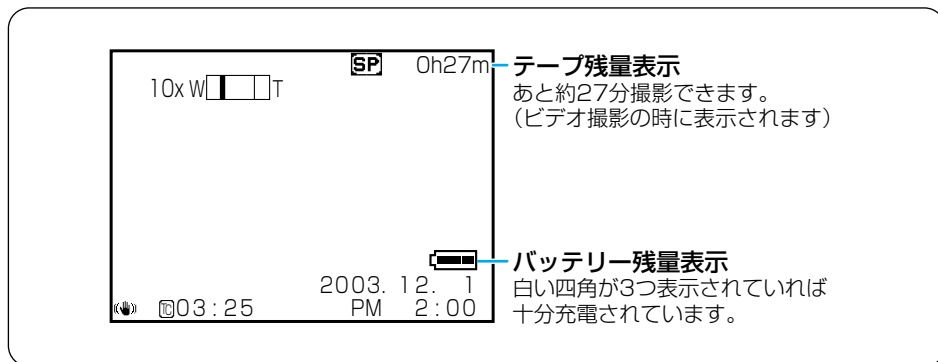 SP 0h27m
10x W T
テープ残量表示
あと約27分撮影できます。
（ビデオ撮影の時に表示されます）
バッテリー残量表示
白い四角が3つ表示されていれば
十分充電されています。
2003. 12. 1
TC 03:25 PM 2:00